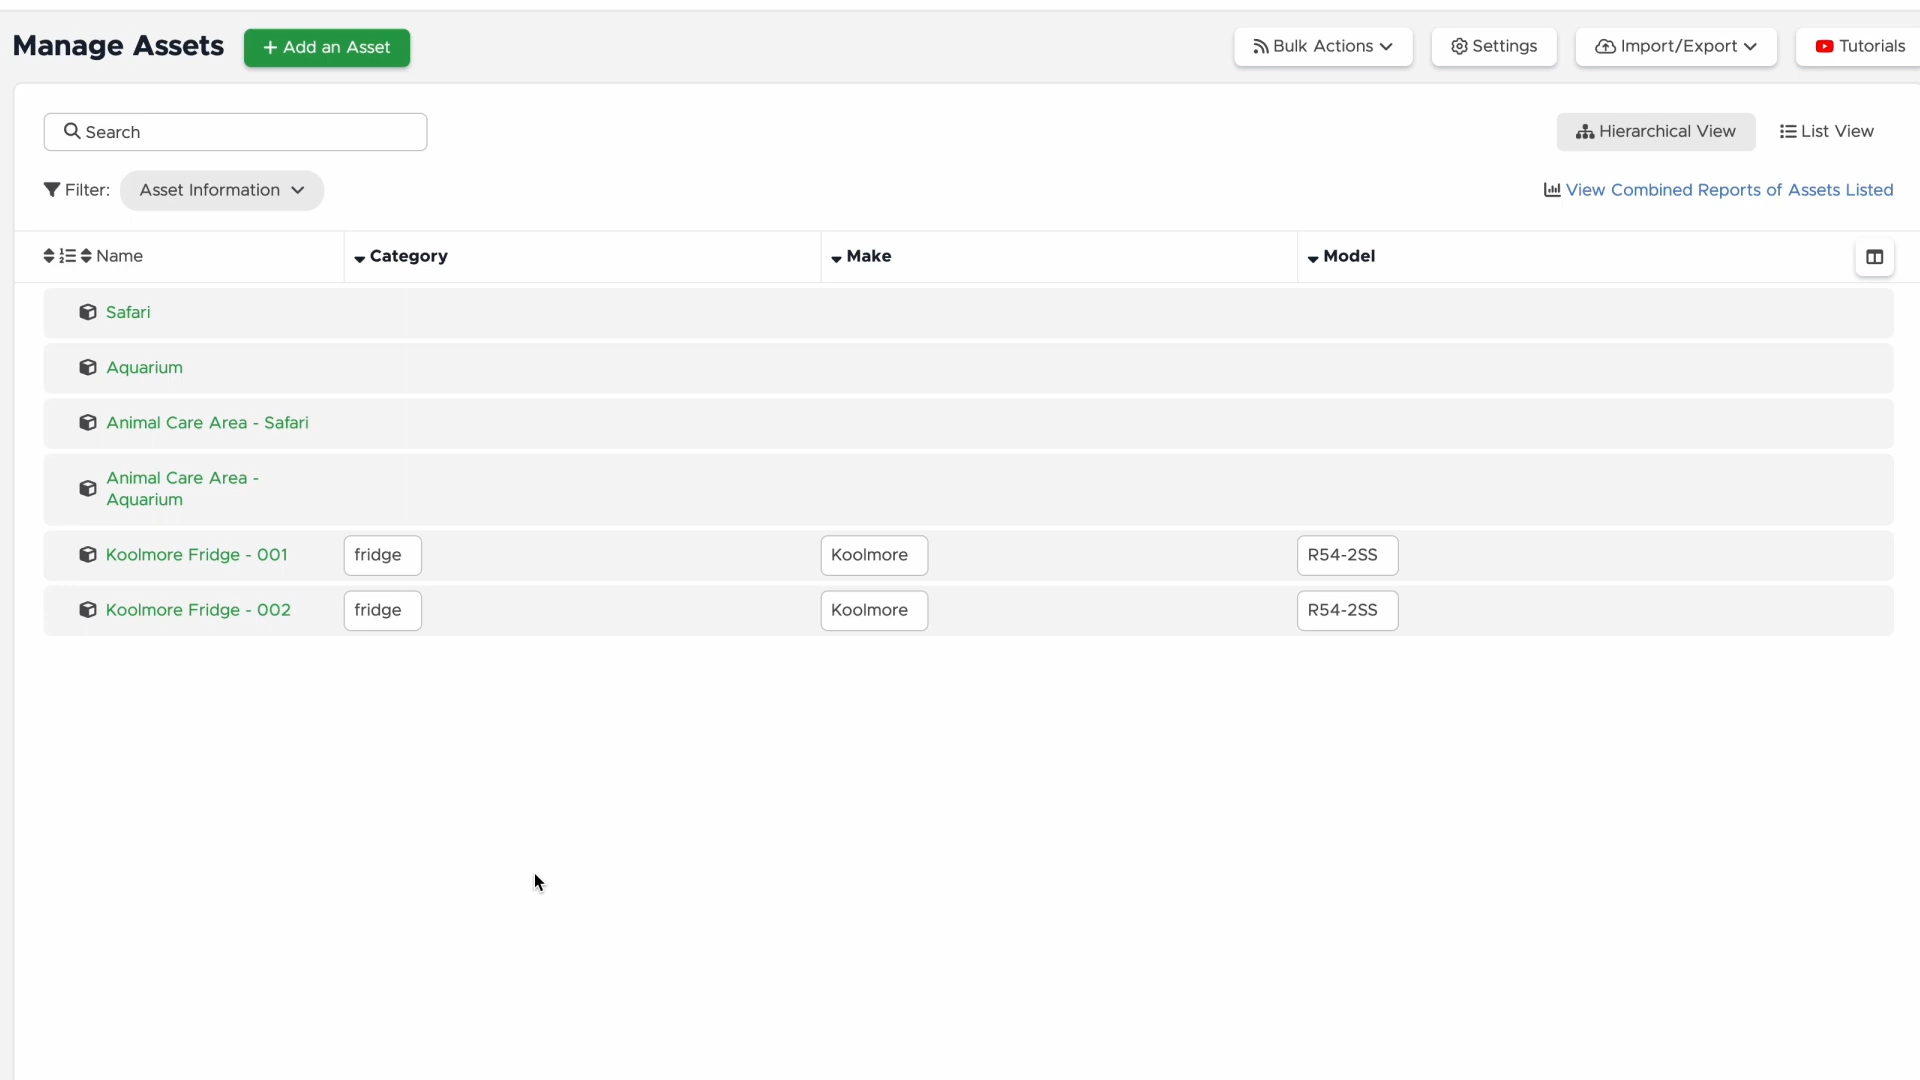 Manage Assets
+ Add an Asset
Bulk Actions
Settings
Import/Export
Tutorials
Search
Hierarchical View
List View
Filter:
Asset Information
View Combined Reports of Assets Listed
Name
Category
Make
Model
Safari
Aquarium
Animal Care Area - Safari
Animal Care Area -
Aquarium
Koolmore Fridge - 001
fridge
Koolmore
R54-2SS
Koolmore Fridge - 002
fridge
Koolmore
R54-2SS